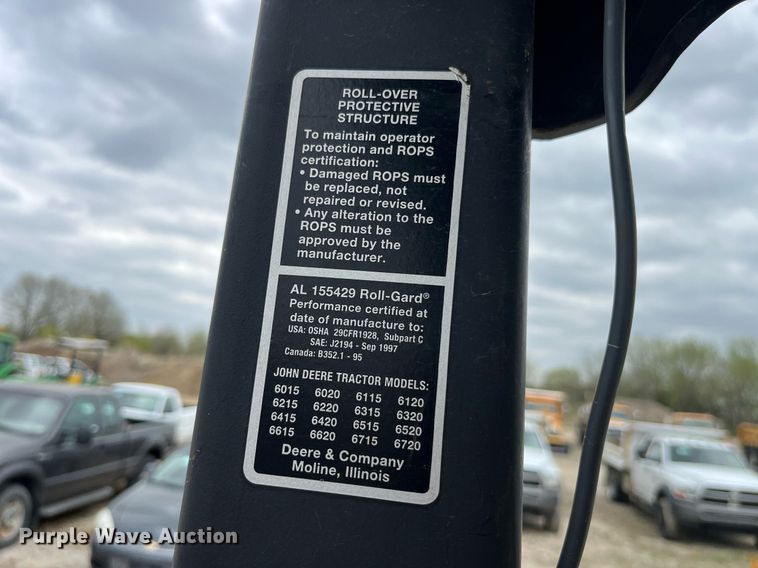 ROLL-OVER
PROTECTIVE
STRUCTURE
To maintain operator
protection and ROPS
certification:
• Damaged ROPS must
be replaced, not
repaired or revised.
• Any alteration to the
ROPS must be
approved by the
manufacturer.
AL 155429 Roll-Gard®
Performance certified at
date of manufacture to:
USA: OSHA 29CFR1928, Subpart C
SAE: J2194 - Sep 1997
Canada: B352.1 - 95
JOHN DEERE TRACTOR MODELS:
6015 6020 6115 6120
6215 6220 6315 6320
6415 6420 6515 6520
6615 6620 6715 6720
Deere & Company
Moline, Illinois
Purple Wave Auction